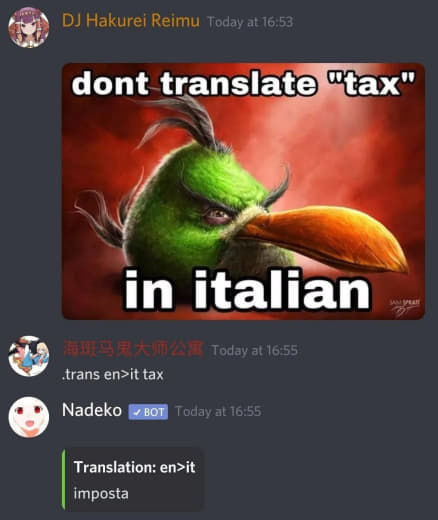 DJ Hakurei Reimu Today at 16:53
dont translate "tax"
in italian
SAM SPRATT
海斑马鬼大师公寓 Today at 16:55
.trans en>it tax
Nadeko ✓ BOT Today at 16:55
Translation: en>it
imposta